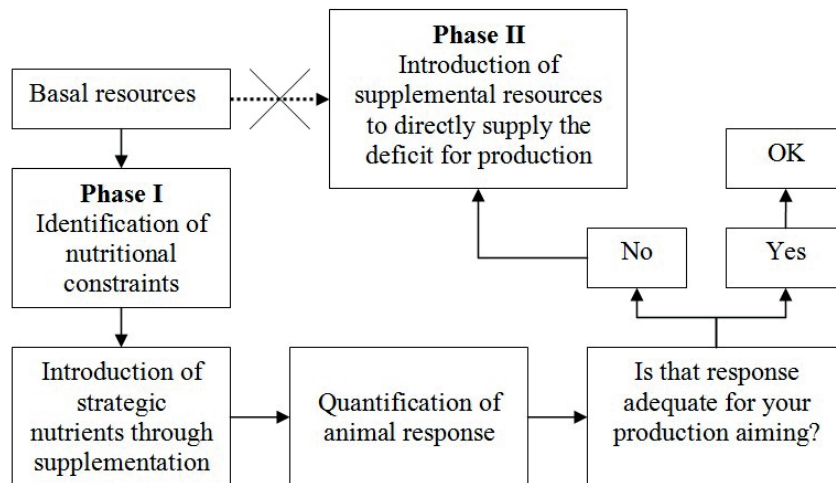 Basal resources
Phase II
Introduction of
supplemental resources
to directly supply the
deficit for production
Phase I
Identification of
nutritional
constraints
OK
No
Yes
Introduction of
strategic
nutrients through
supplementation
Quantification of
animal response
Is that response
adequate for your
production aiming?